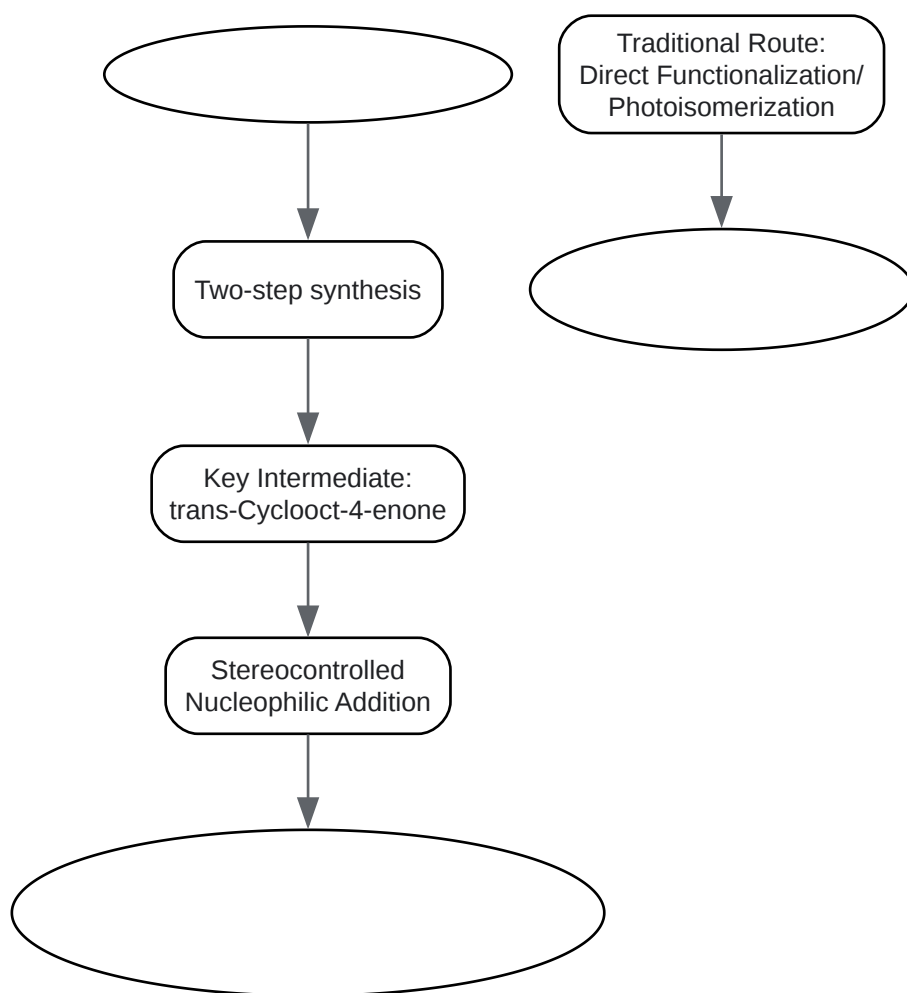 Traditional Route:
Direct Functionalization/
Photoisomerization
Two-step synthesis
Key Intermediate:
trans-Cyclooct-4-enone
Stereocontrolled
Nucleophilic Addition